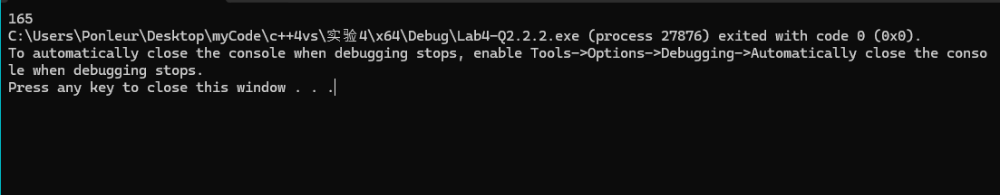 165
C:\Users\Ponleur\Desktop\myCode\c++4vs\实验4\x64\Debug\Lab4-Q2.2.2.exe (process 27876) exited with code 0 (0x0).
To automatically close the console when debugging stops, enable Tools->Options->Debugging->Automatically close the conso
le when debugging stops.
Press any key to close this window . . .